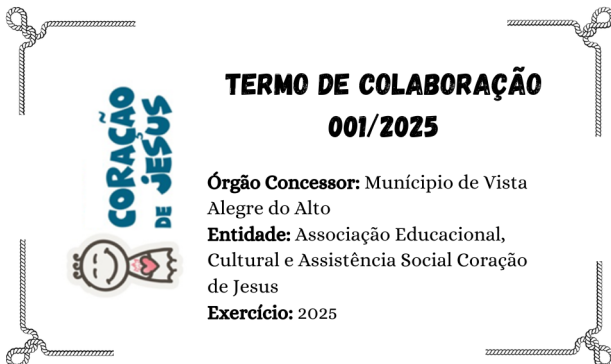 CORAÇÃO
DE JESUS
TERMO DE COLABORAÇÃO
001/2025
Órgão Concessor: Munícipio de Vista
Alegre do Alto
Entidade: Associação Educacional,
Cultural e Assistência Social Coração
de Jesus
Exercício: 2025